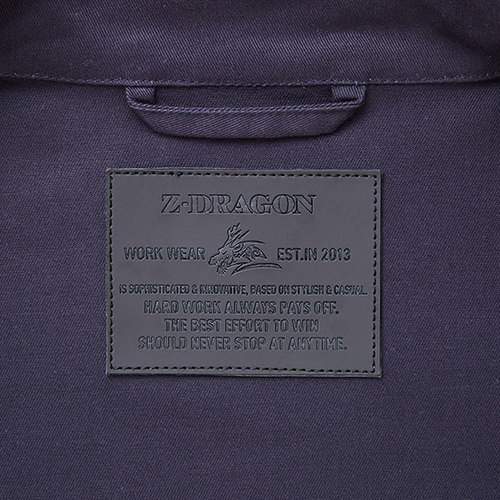 Z-DRAGON
WORK WEAR EST.IN 2013
IS SOPHISTICATED & INNOVATIVE, BASED ON STYLISH & CASUAL.
HARD WORK ALWAYS PAYS OFF.
THE BEST EFFORT TO WIN
SHOULD NEVER STOP AT ANYTIME.